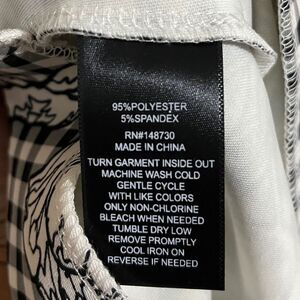 95%POLYESTER
5%SPANDEX
RN#148730
MADE IN CHINA
TURN GARMENT INSIDE OUT
MACHINE WASH COLD
GENTLE CYCLE
WITH LIKE COLORS
ONLY NON-CHLORINE
BLEACH WHEN NEEDED
TUMBLE DRY LOW
REMOVE PROMPTLY
COOL IRON ON
REVERSE IF NEEDED